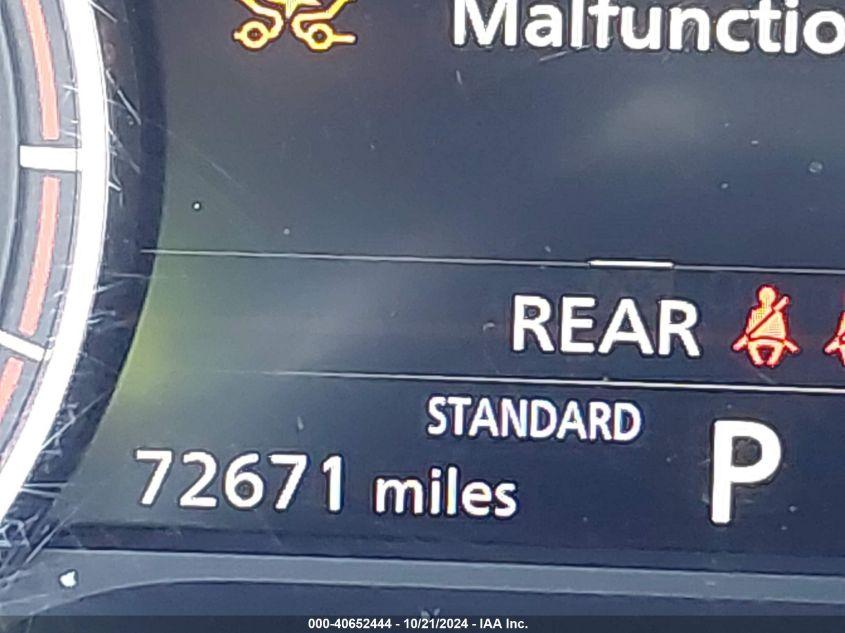 Malfunctio
REAR
STANDARD
P
72671 miles
000-40652444 - 10/21/2024 - IAA Inc.